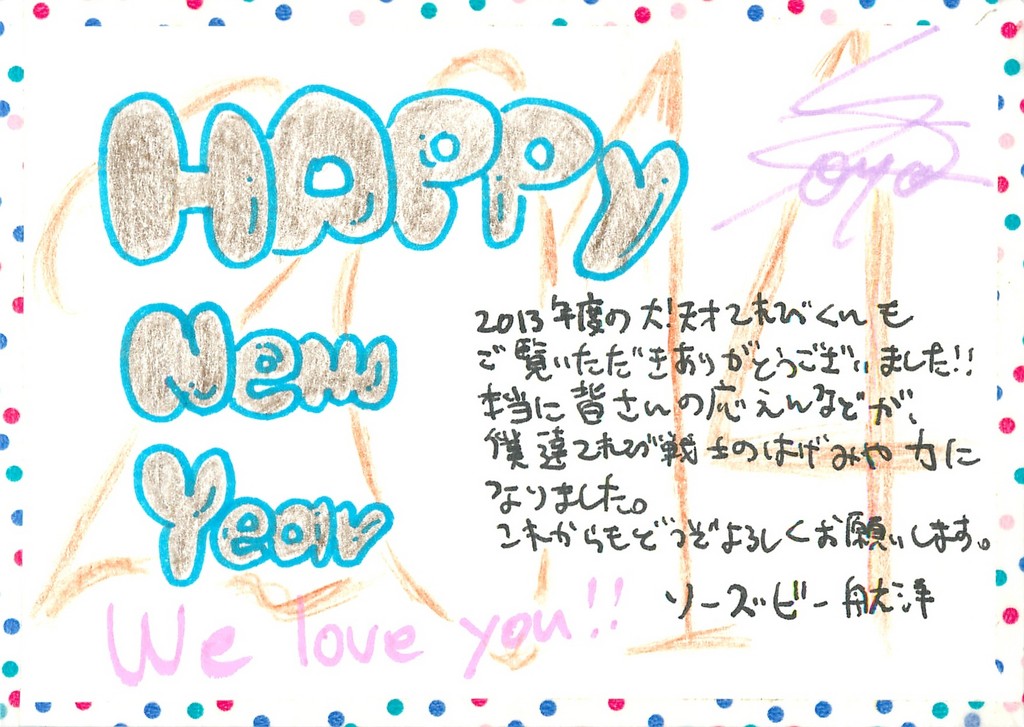 Happy
New
Year
We love you!!
Soya
2014
2013年度の大!天才てれびくんも
ご覧いただきありがとうございました!!
本当に皆さんの応えんなどが、
僕達てれび戦士のはげみや力に
なりました。
これからもどうぞよろしくお願いします。
ソーズビー航洋